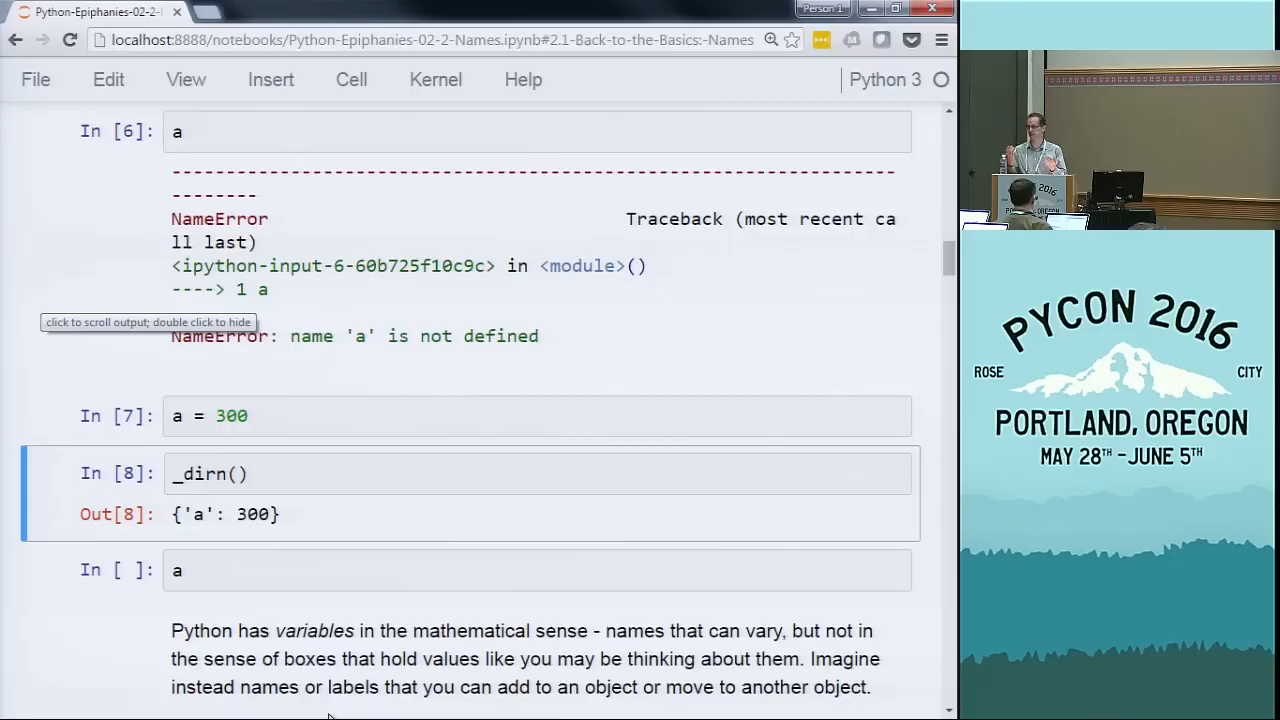 Python-Epiphanies-02-2-
Person 1
localhost:8888/notebooks/Python-Epiphanies-02-2-Names.ipynb#2.1-Back-to-the-Basics:-Names
File Edit View Insert Cell Kernel Help Python 3
In [6]: a
--------------------------------------------------------------------
--------
NameError Traceback (most recent ca
ll last)
<ipython-input-6-60b725f10c9c> in <module>()
----> 1 a
click to scroll output; double click to hide
NameError: name 'a' is not defined
In [7]: a = 300
In [8]: _dirn()
Out[8]: {'a': 300}
In [ ]: a
Python has variables in the mathematical sense - names that can vary, but not in
the sense of boxes that hold values like you may be thinking about them. Imagine
instead names or labels that you can add to an object or move to another object.
PYCON 2016
ROSE CITY
PORTLAND, OREGON
MAY 28TH -JUNE 5TH